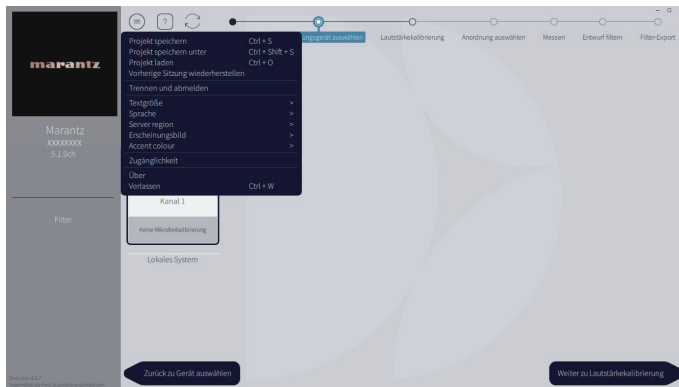 marantz
Marantz
XXXXXXXX
5.1.0ch
Filter
?
ungsgerät auswählen
Lautstärkekalibrierung
Anordnung auswählen
Messen
Entwurf filtern
Filter-Export
Projekt speichern Ctrl + S
Projekt speichern unter Ctrl + Shift + S
Projekt laden Ctrl + O
Vorherige Sitzung wiederherstellen
Trennen und abmelden
Textgröße >
Sprache >
Server region >
Erscheinungsbild >
Accent colour >
Zugänglichkeit
Über
Verlassen Ctrl + W
Kanal 1
Keine Mikrofonkalibrierung
Lokales System
Zurück zu Gerät auswählen
Weiter zu Lautstärkekalibrierung